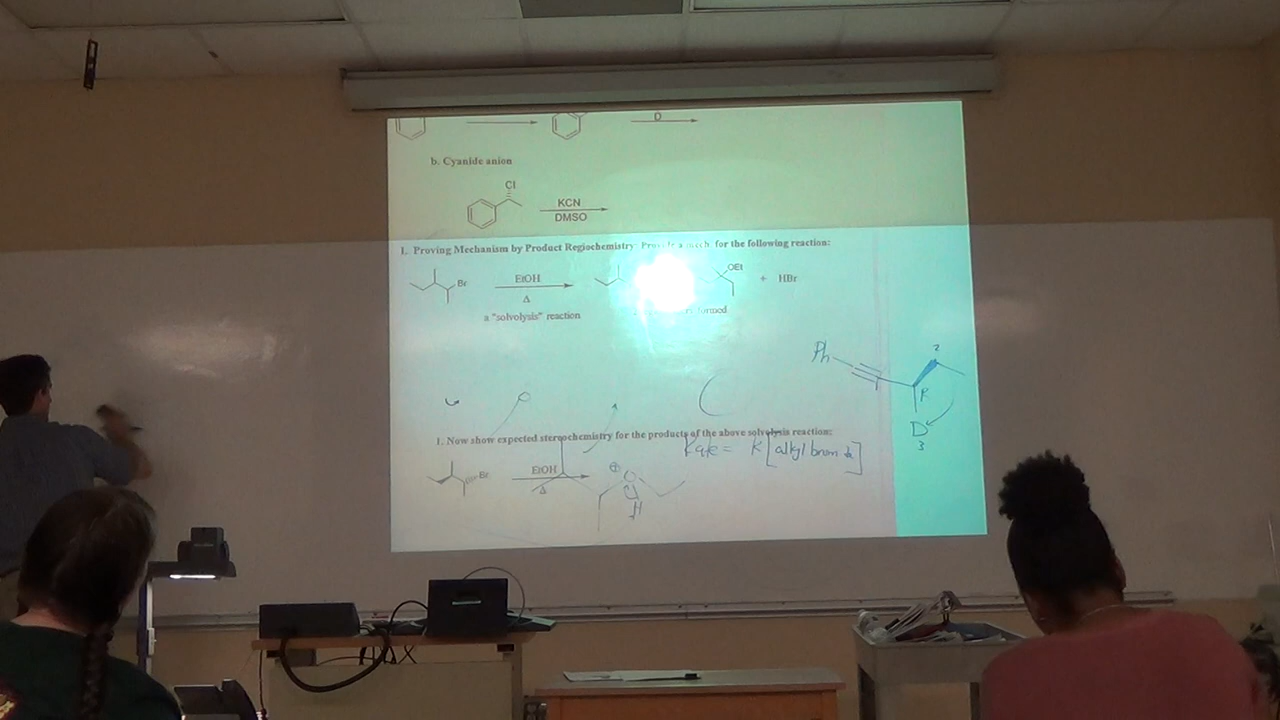 D
b. Cyanide anion
Cl
KCN
DMSO
1. Proving Mechanism by Product Regiochemistry: Provide a mech. for the following reaction:
Br EtOH OEt + HBr
Δ
a "solvolysis" reaction formed
Ph 2
R
D
3
1. Now show expected stereochemistry for the products of the above solvolysis reaction:
Rate = K [alkyl bromide]
Br EtOH ⊕ O
Δ H